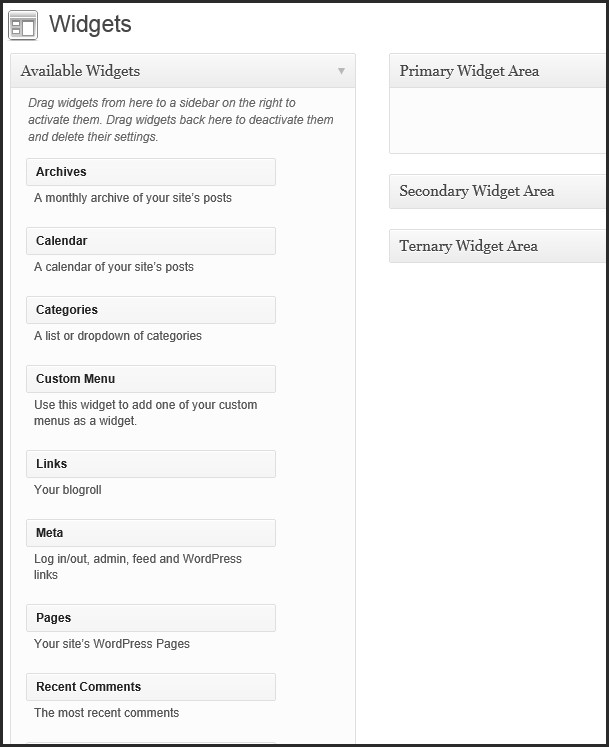 Widgets
Available Widgets
Drag widgets from here to a sidebar on the right to
activate them. Drag widgets back here to deactivate them
and delete their settings.
Archives
A monthly archive of your site's posts
Calendar
A calendar of your site's posts
Categories
A list or dropdown of categories
Custom Menu
Use this widget to add one of your custom
menus as a widget.
Links
Your blogroll
Meta
Log in/out, admin, feed and WordPress
links
Pages
Your site's WordPress Pages
Recent Comments
The most recent comments
Primary Widget Area
Secondary Widget Area
Ternary Widget Area